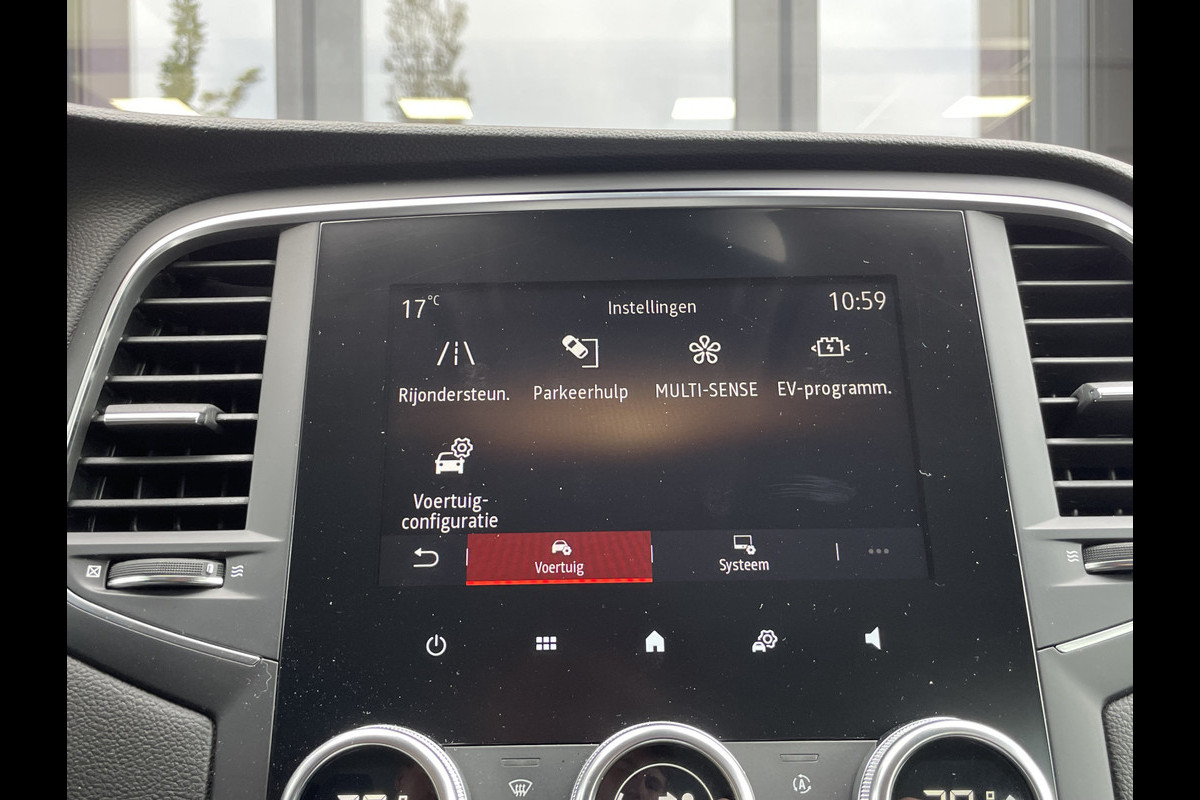 17°C
Instellingen
10:59
Rijondersteun.
Parkeerhulp
MULTI-SENSE
EV-programm.
Voertuig-
configuratie
Voertuig
Systeem